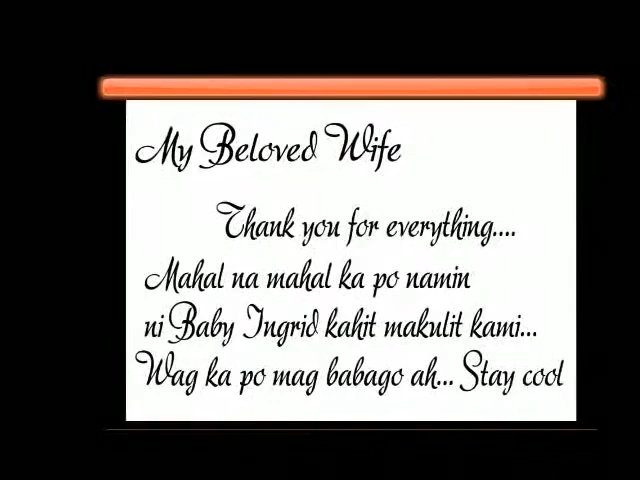 My Beloved Wife
Thank you for everything....
Mahal na mahal ka po namin
ni Baby Ingrid kahit makulit kami...
Wag ka po mag babago ah... Stay cool